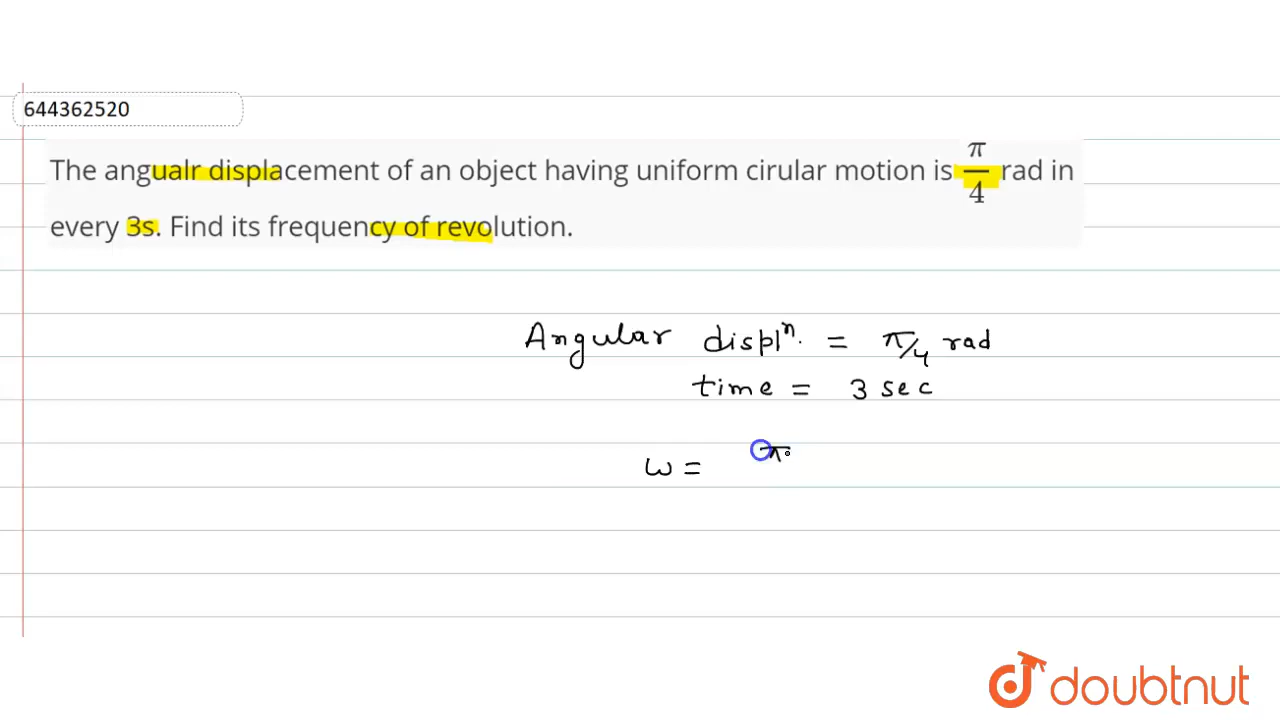 644362520
The angualr displacement of an object having uniform cirular motion is π/4 rad in
every 3s. Find its frequency of revolution.
Angular displⁿ. = π/4 rad
time = 3 sec
ω = π
doubtnut